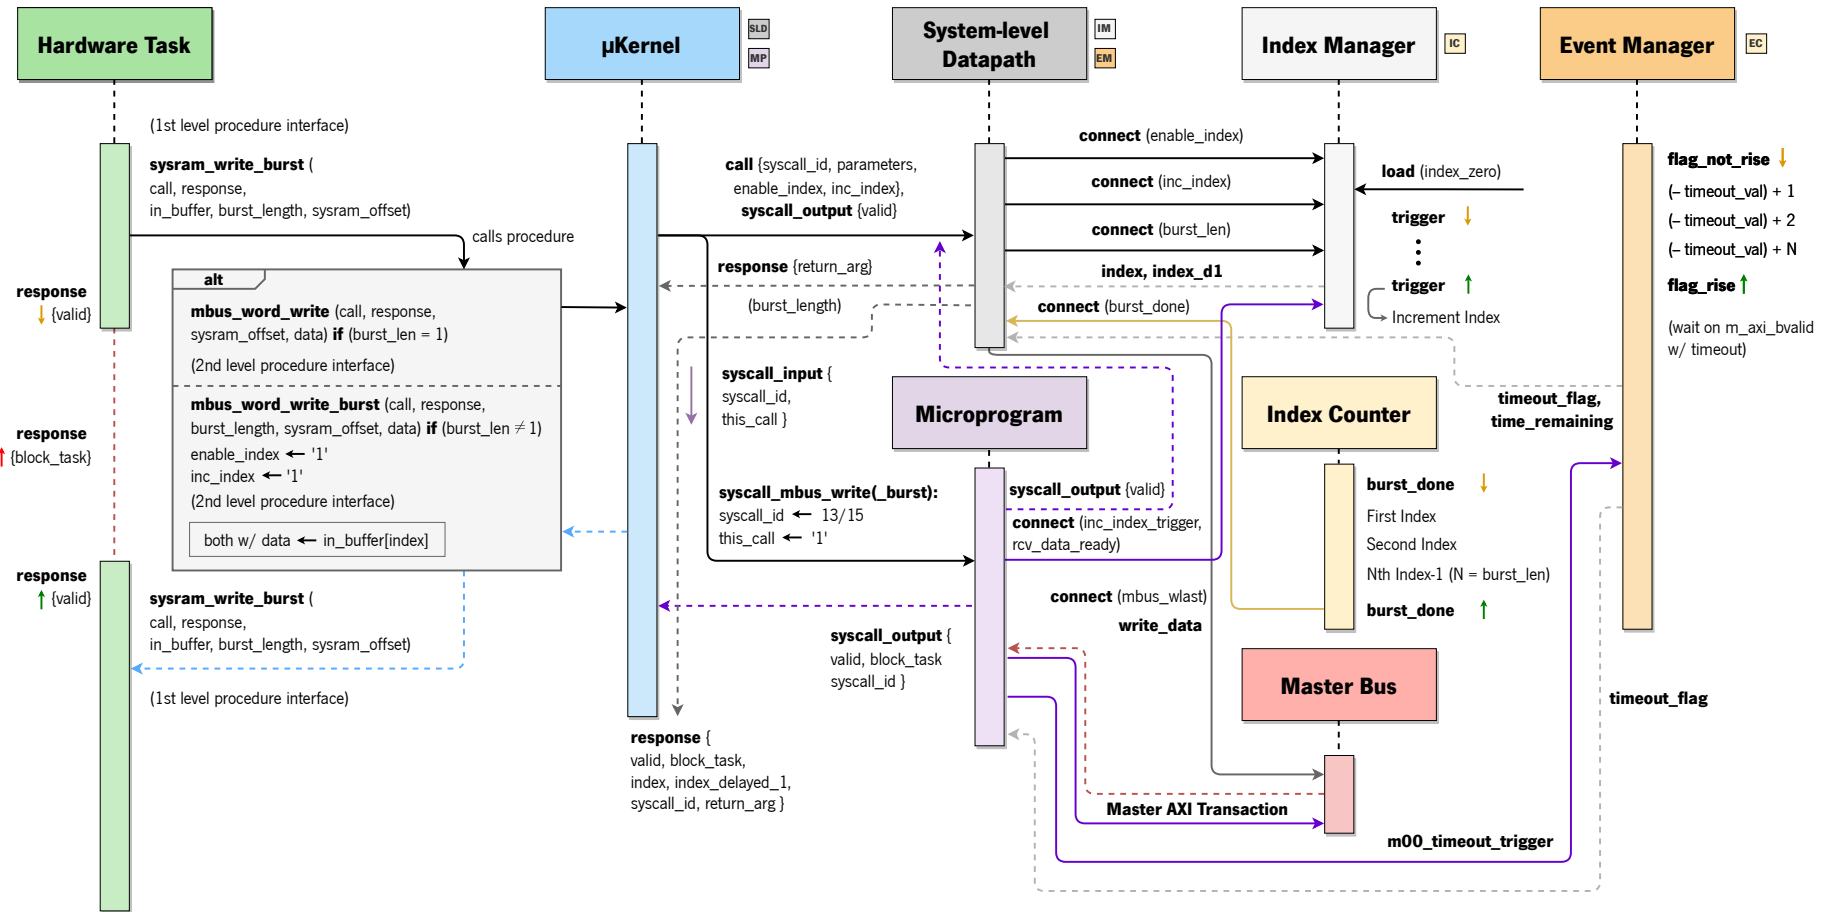 Hardware Task
µKernel
SLD
MP
System-level
Datapath
IM
EM
Index Manager
IC
Event Manager
EC
(1st level procedure interface)
sysram_write_burst (
call, response,
in_buffer, burst_length, sysram_offset)
calls procedure
response
↓ {valid}
alt
mbus_word_write (call, response,
sysram_offset, data) if (burst_len = 1)
(2nd level procedure interface)
mbus_word_write_burst (call, response,
burst_length, sysram_offset, data) if (burst_len ≠ 1)
enable_index ← '1'
inc_index ← '1'
(2nd level procedure interface)
both w/ data ← in_buffer[index]
response
↑ {block_task}
response
↑ {valid}
sysram_write_burst (
call, response,
in_buffer, burst_length, sysram_offset)
(1st level procedure interface)
call {syscall_id, parameters,
enable_index, inc_index},
syscall_output {valid}
response {return_arg}
(burst_length)
syscall_input {
syscall_id,
this_call }
syscall_mbus_write(_burst):
syscall_id ← 13/15
this_call ← '1'
syscall_output {
valid, block_task
syscall_id }
response {
valid, block_task,
index, index_delayed_1,
syscall_id, return_arg }
connect (enable_index)
connect (inc_index)
connect (burst_len)
index, index_d1
connect (burst_done)
load (index_zero)
trigger ↓
⋮
trigger ↑
Increment Index
flag_not_rise ↓
(– timeout_val) + 1
(– timeout_val) + 2
(– timeout_val) + N
flag_rise ↑
(wait on m_axi_bvalid
w/ timeout)
timeout_flag,
time_remaining
Microprogram
syscall_output {valid}
connect (inc_index_trigger,
rcv_data_ready)
Index Counter
burst_done ↓
First Index
Second Index
Nth Index-1 (N = burst_len)
burst_done ↑
connect (mbus_wlast)
write_data
Master Bus
timeout_flag
Master AXI Transaction
m00_timeout_trigger